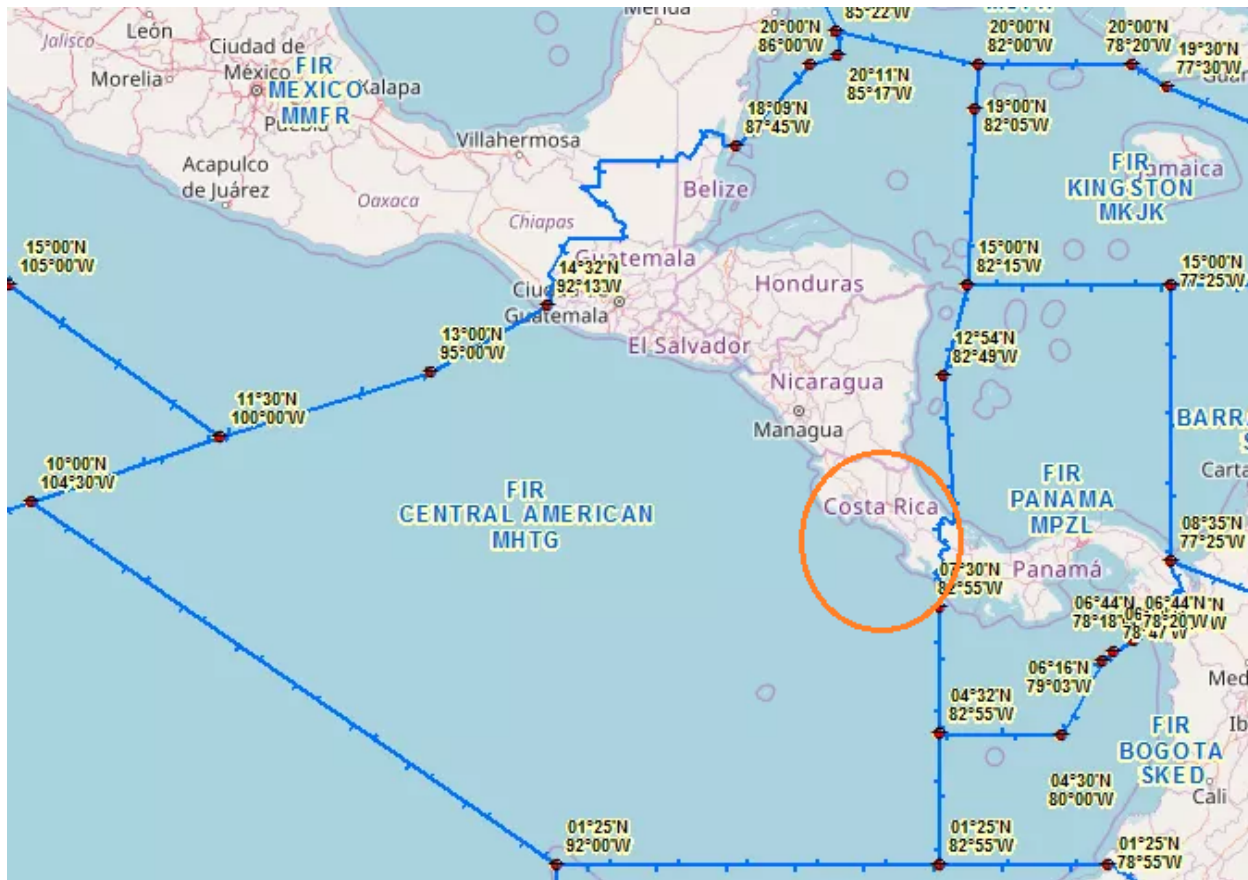 León
Jalisco
Ciudad de
México
Morelia
FIR
MEXICO
MMFR
Xalapa
Puebla
Acapulco
de Juárez
Oaxaca
Villahermosa
Chiapas
Mérida
85°22'W
20°00'N
86°00'W
20°11'N
85°17'W
20°00'N
82°00'W
20°00'N
78°20'W
19°30'N
77°30'W
18°09'N
87°45'W
19°00'N
82°05'W
FIR
KINGSTON
MKJK
Jamaica
Belize
15°00'N
105°00'W
14°32'N
92°13'W
Guatemala
Ciudad de
Guatemala
Honduras
15°00'N
82°15'W
15°00'N
77°25'W
13°00'N
95°00'W
El Salvador
12°54'N
82°49'W
Nicaragua
Managua
11°30'N
100°00'W
10°00'N
104°30'W
FIR
CENTRAL AMERICAN
MHTG
Costa Rica
FIR
PANAMA
MPZL
BARR
Carta
08°35'N
77°25'W
07°30'N
82°55'W
Panamá
06°44'N
78°18'
06°44'N
78°20'W
78°47'W
06°16'N
79°03'W
Med
04°32'N
82°55'W
FIR
BOGOTA
SKED
Ib
Cali
04°30'N
80°00'W
01°25'N
92°00'W
01°25'N
82°55'W
01°25'N
78°55'W